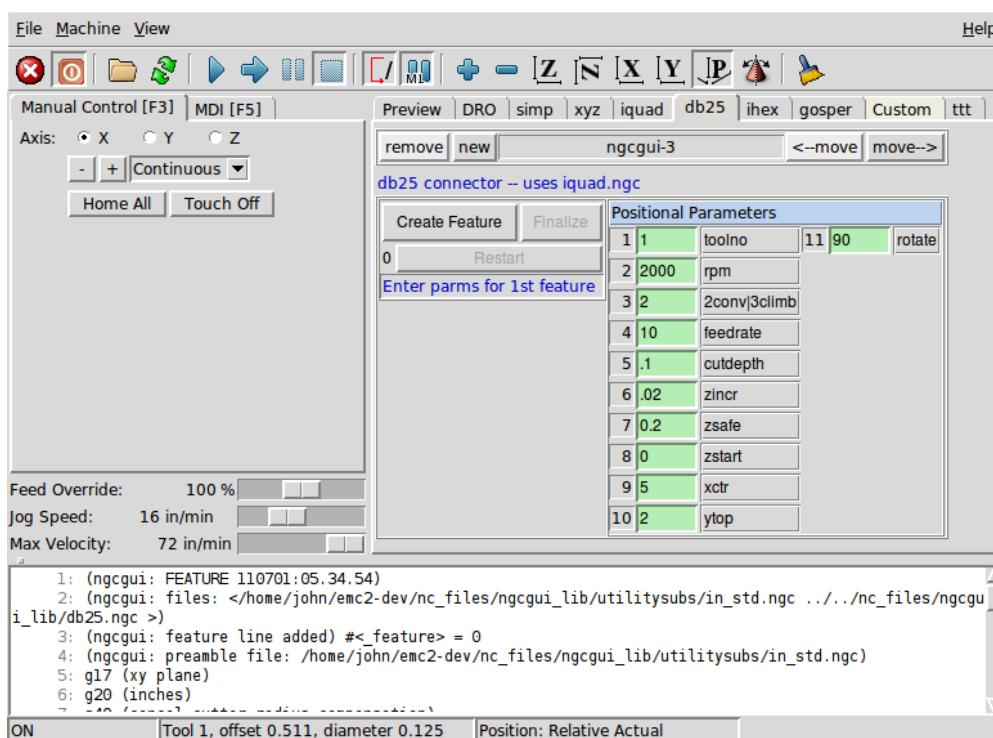 File Machine View Help
Z N X Y P
Manual Control [F3] MDI [F5]
Preview DRO simp xyz iquad db25 ihex gosper Custom ttt
Axis: X Y Z
- + Continuous
Home All Touch Off
remove new ngcgui-3 <--move move-->
db25 connector -- uses iquad.ngc
Create Feature Finalize
0 Restart
Enter parms for 1st feature
Positional Parameters
1 1 toolno 11 90 rotate
2 2000 rpm
3 2 2conv|3climb
4 10 feedrate
5 .1 cutdepth
6 .02 zincr
7 0.2 zsafe
8 0 zstart
9 5 xctr
10 2 ytop
Feed Override: 100 %
Jog Speed: 16 in/min
Max Velocity: 72 in/min
1: (ngcgui: FEATURE 110701:05.34.54)
2: (ngcgui: files: </home/john/emc2-dev/nc_files/ngcgui_lib/utilitysubs/in_std.ngc ../../nc_files/ngcgu
i_lib/db25.ngc >)
3: (ngcgui: feature line added) #<_feature> = 0
4: (ngcgui: preamble file: /home/john/emc2-dev/nc_files/ngcgui_lib/utilitysubs/in_std.ngc)
5: g17 (xy plane)
6: g20 (inches)
ON Tool 1, offset 0.511, diameter 0.125 Position: Relative Actual